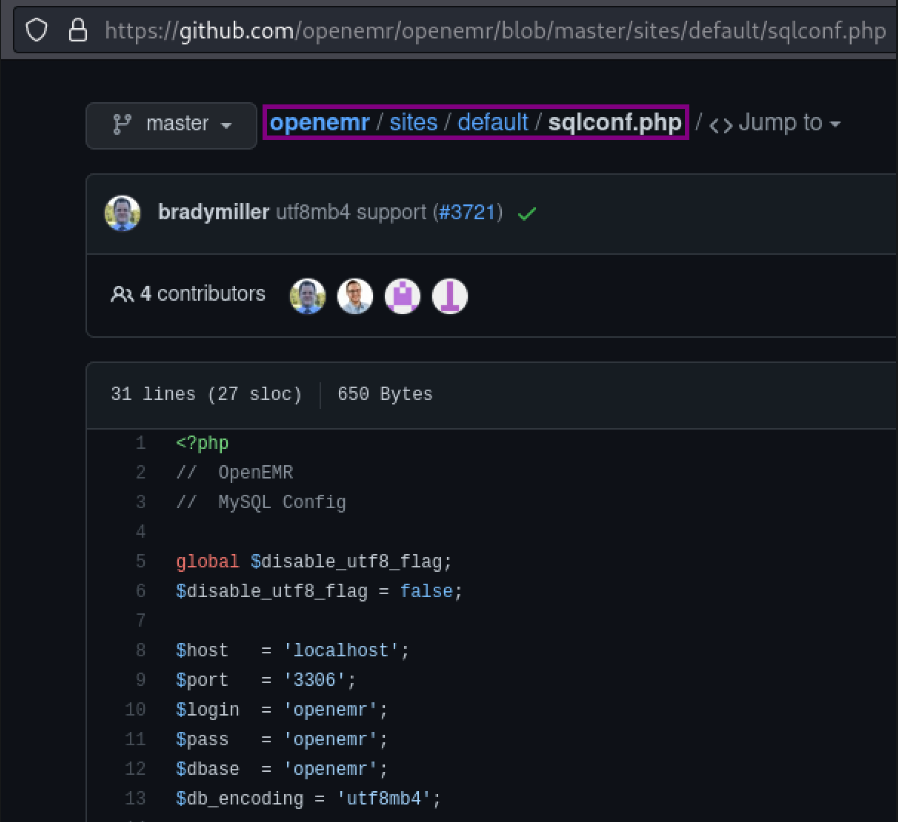 https://github.com/openemr/openemr/blob/master/sites/default/sqlconf.php
master openemr / sites / default / sqlconf.php / <> Jump to
bradymiller utf8mb4 support (#3721)
4 contributors
31 lines (27 sloc) 650 Bytes
1 <?php
2 //  OpenEMR
3 //  MySQL Config
4
5 global $disable_utf8_flag;
6 $disable_utf8_flag = false;
7
8 $host   = 'localhost';
9 $port   = '3306';
10 $login  = 'openemr';
11 $pass   = 'openemr';
12 $dbase  = 'openemr';
13 $db_encoding = 'utf8mb4';